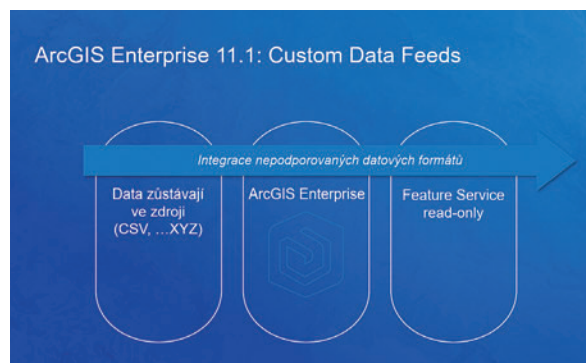 ArcGIS Enterprise 11.1: Custom Data Feeds
Integrace nepodporovaných datových formátů
Data zůstávají
ve zdroji
(CSV, ...XYZ)
ArcGIS Enterprise
Feature Service
read-only